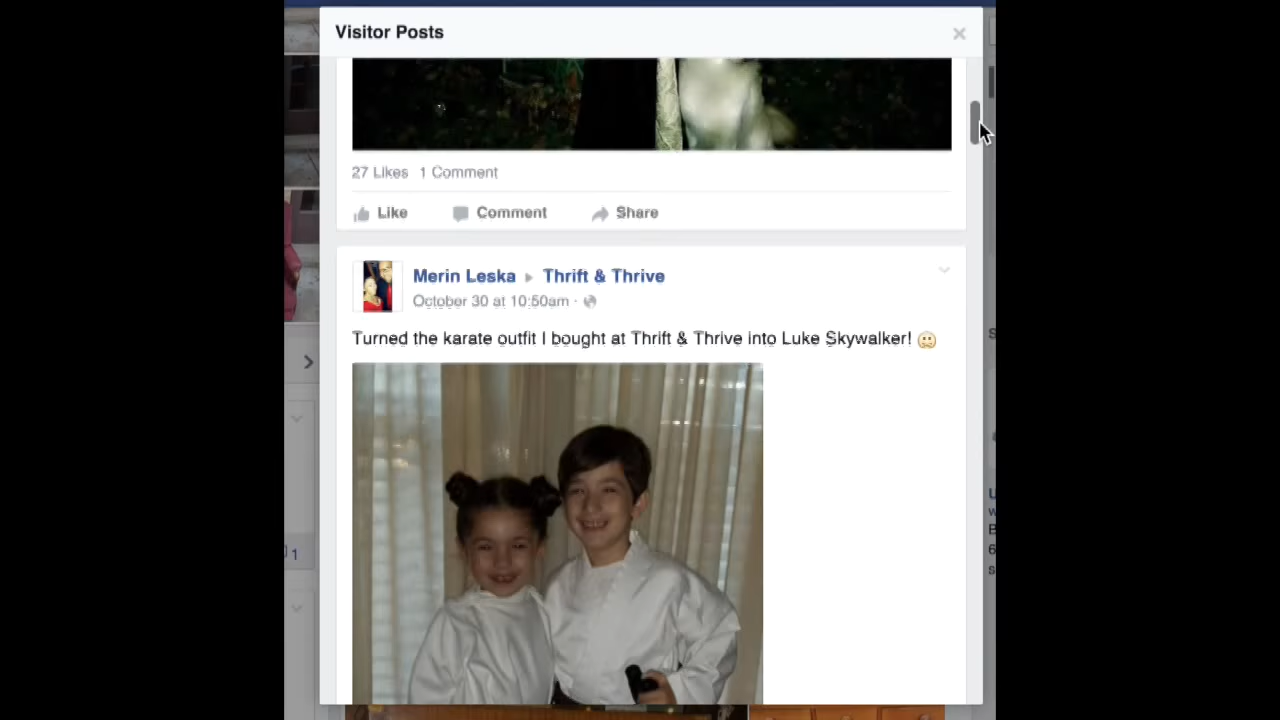 Visitor Posts
27 Likes 1 Comment
Like Comment Share
Merin Leska ▸ Thrift & Thrive
October 30 at 10:50am ·
Turned the karate outfit I bought at Thrift & Thrive into Luke Skywalker!
1